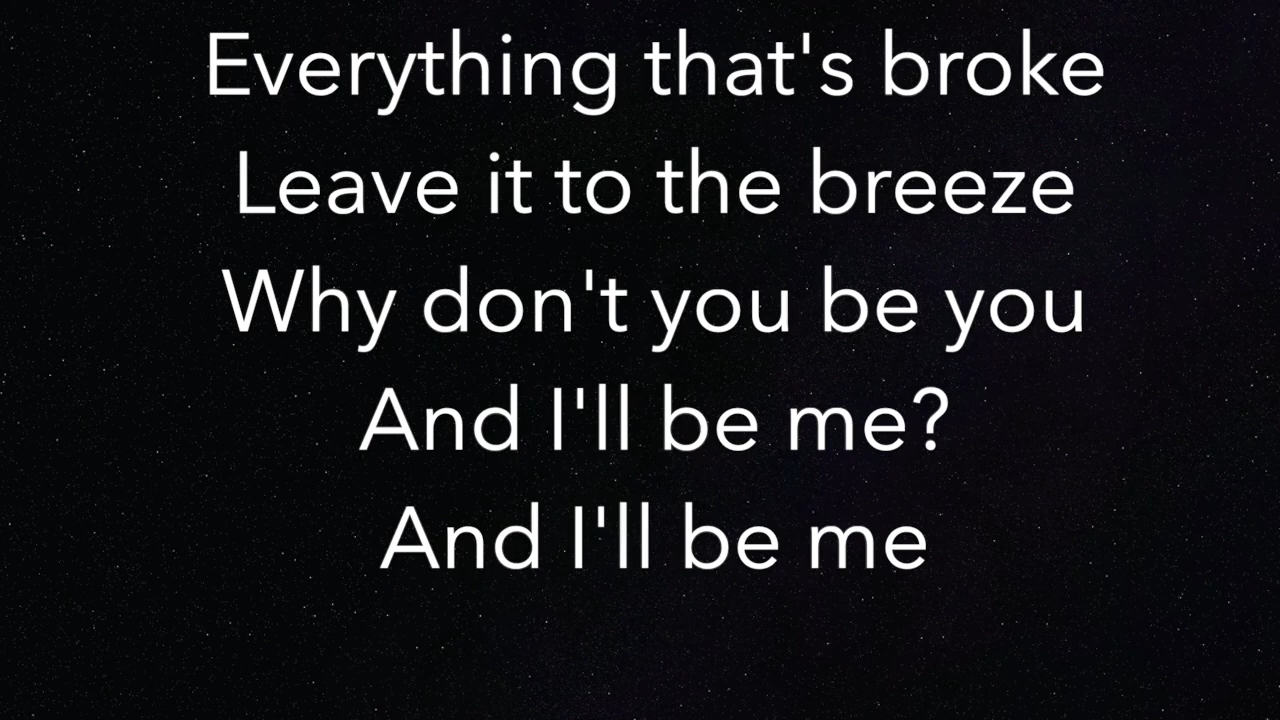 Everything that's broke
Leave it to the breeze
Why don't you be you
And I'll be me?
And I'll be me